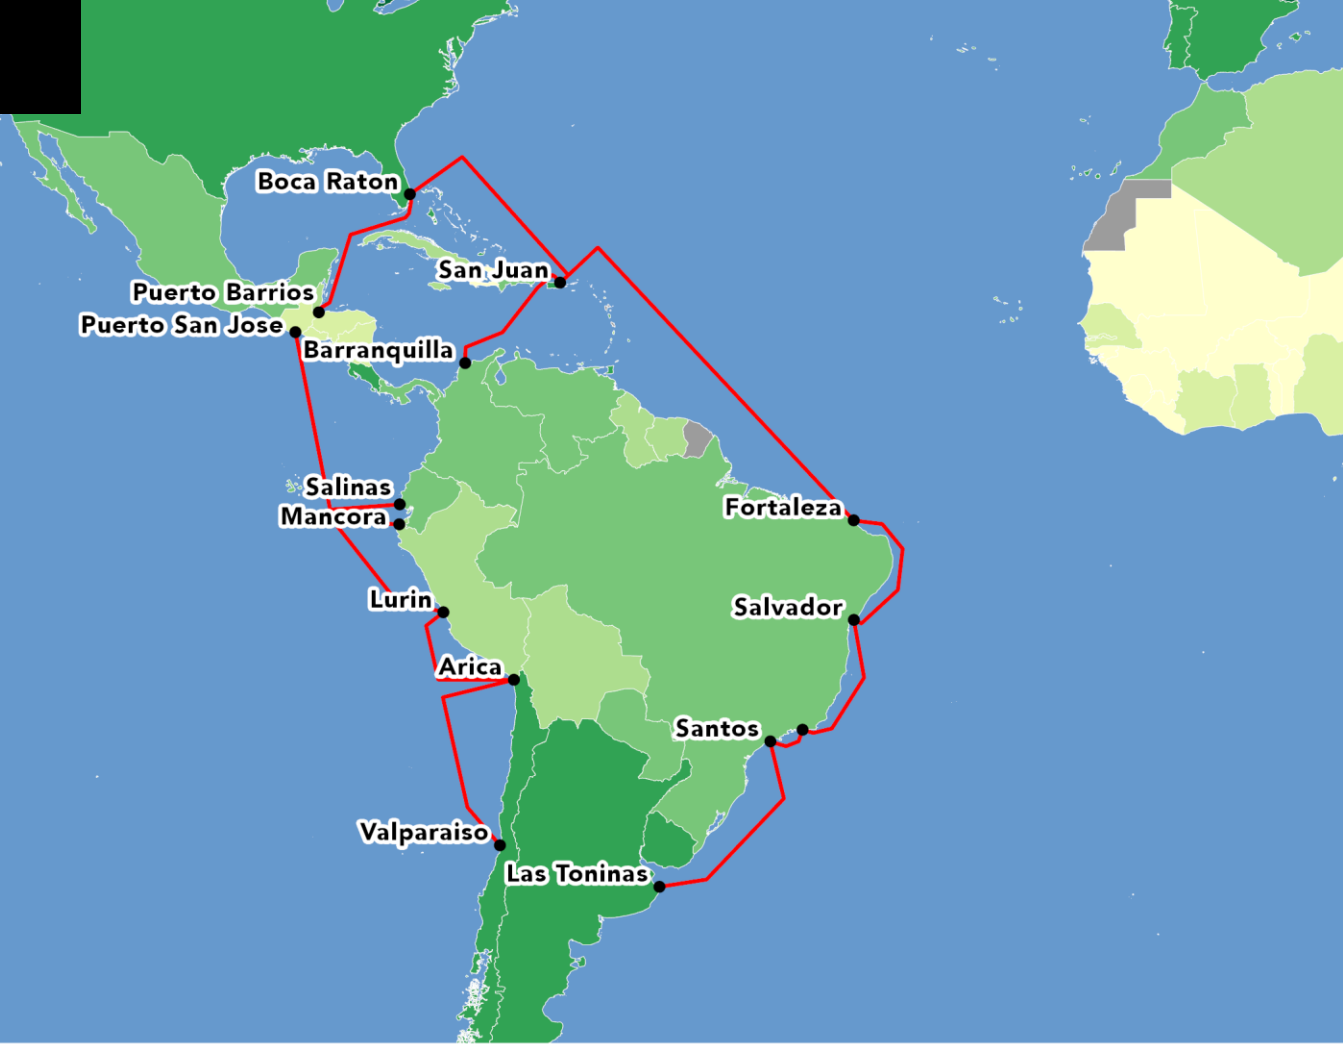 Boca Raton
San Juan
Puerto Barrios
Puerto San Jose
Barranquilla
Salinas
Mancora
Fortaleza
Lurin
Salvador
Arica
Santos
Valparaiso
Las Toninas